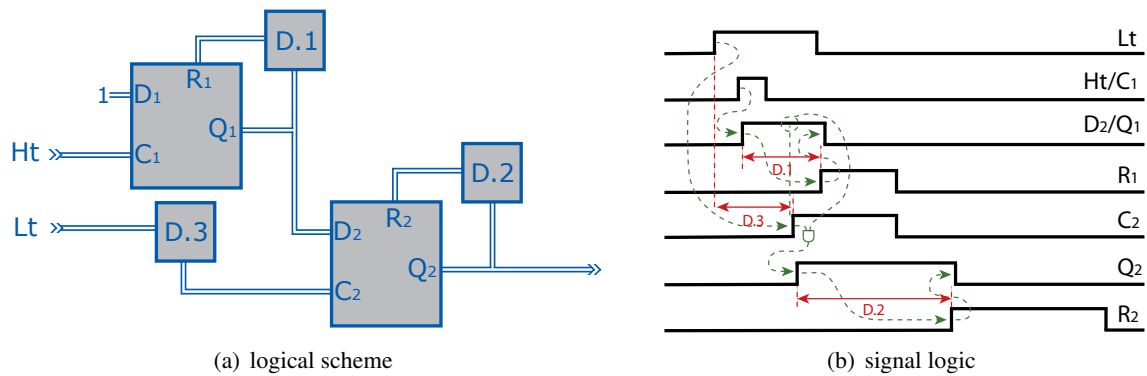 D.1
R₁
1 D₁
Q₁
Ht
C₁
D.2
Lt
D.3
R₂
D₂
Q₂
C₂
(a) logical scheme
Lt
Ht/C₁
D₂/Q₁
D.1
R₁
D.3
C₂
Q₂
D.2
R₂
(b) signal logic